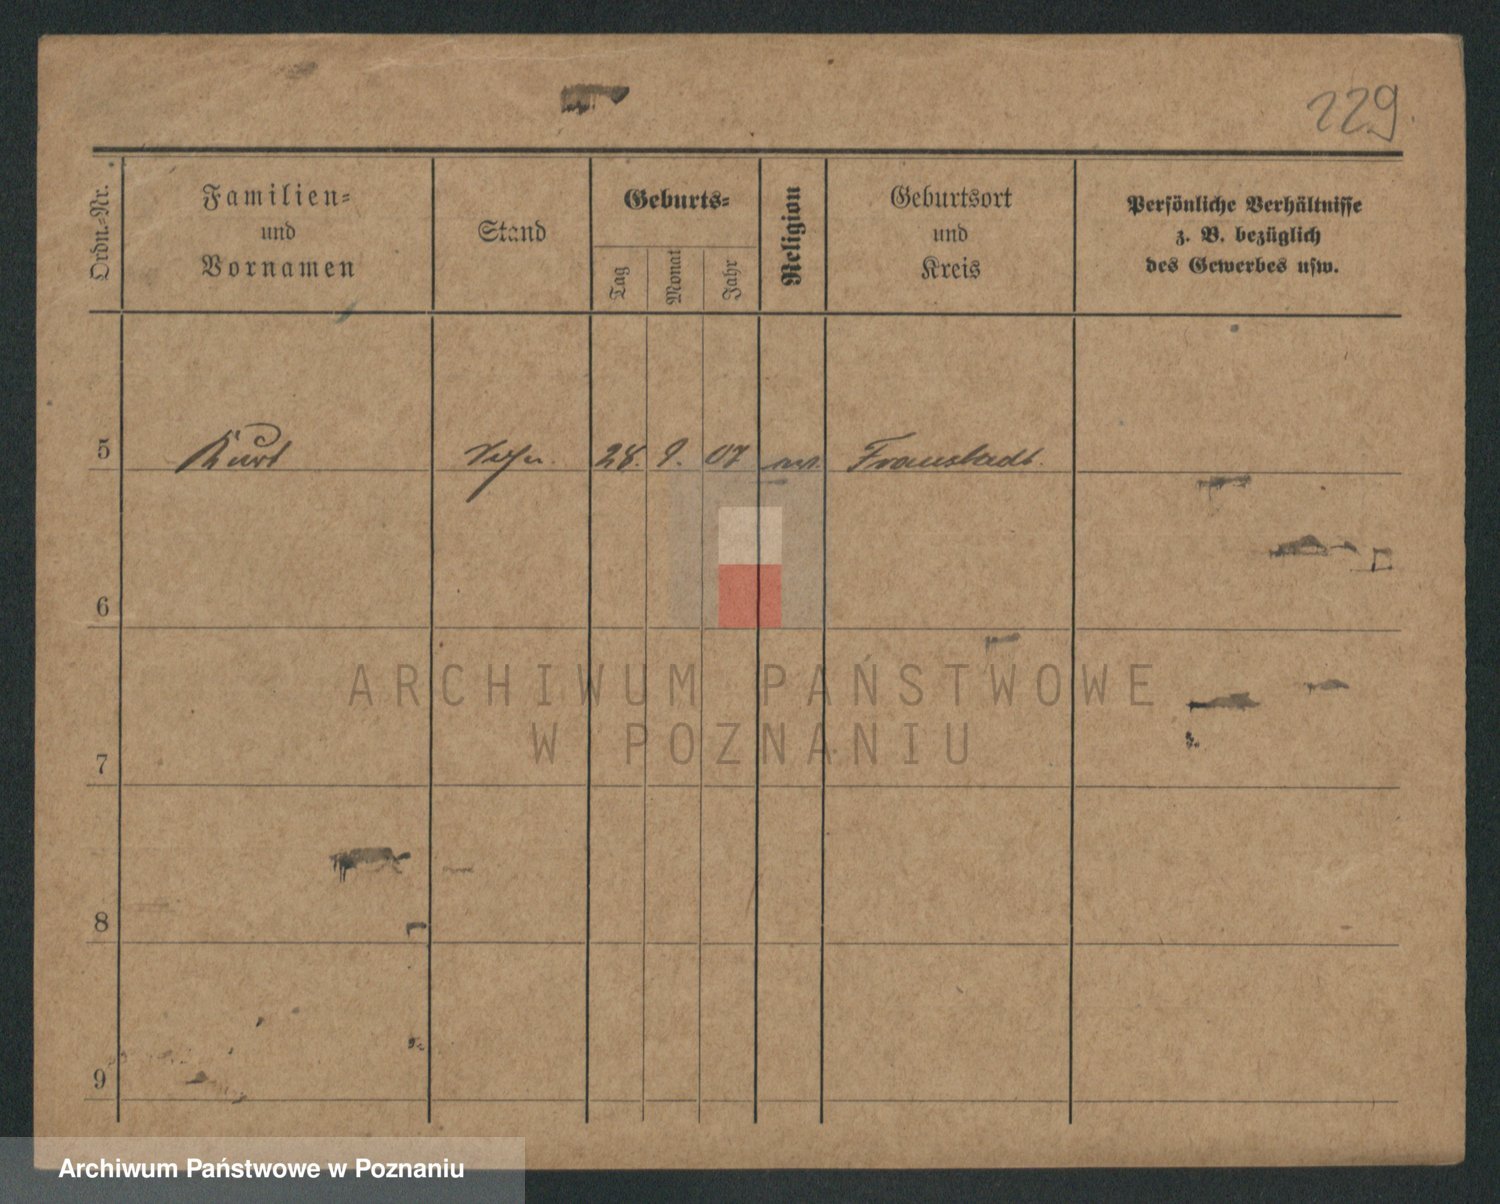 229
Ordn.-Nr.
Familien-
und
Vornamen
Stand
Geburts-
Tag
Monat
Jahr
Religion
Geburtsort
und
Kreis
Persönliche Verhältnisse
z. B. bezüglich
des Gewerbes usw.
5 Kurt 28. 9. 07 Fraustadt.
6
ARCHIWUM PAŃSTWOWE
W POZNANIU
7
8
9
Archiwum Państwowe w Poznaniu